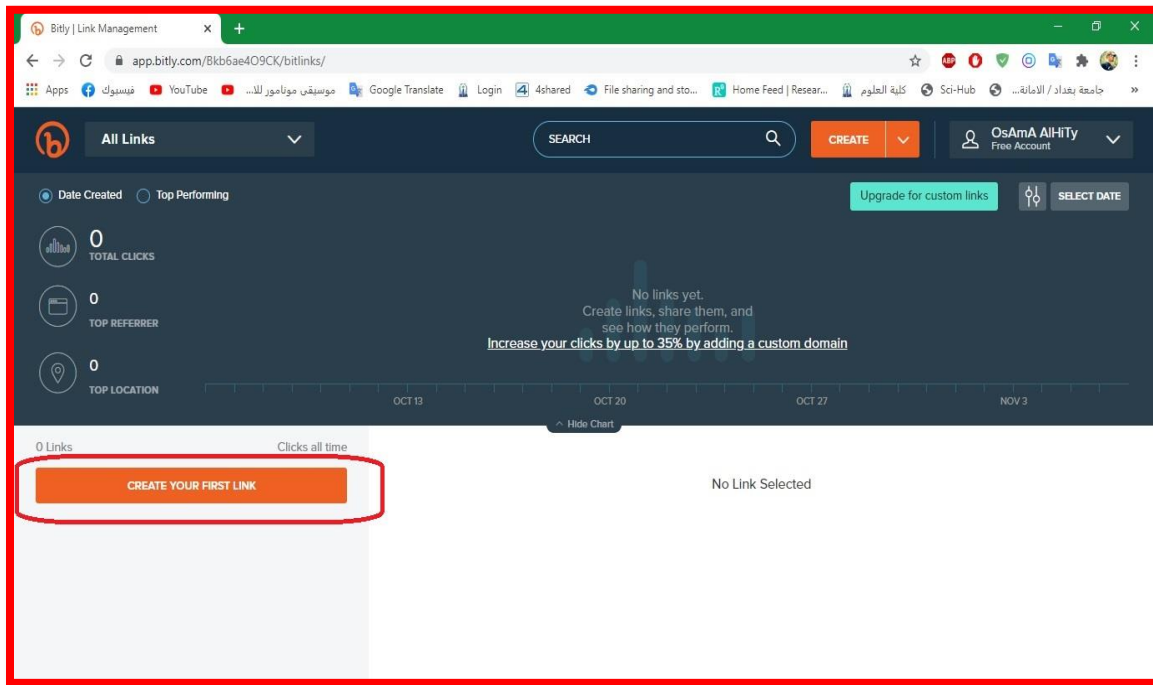 Bitly | Link Management
app.bitly.com/Bkb6ae4O9CK/bitlinks/
Apps فيسبوك YouTube موسيقى مونامور للا... Google Translate Login 4shared File sharing and sto... Home Feed | Resear... كلية العلوم Sci-Hub جامعة بغداد / الامانة...
All Links SEARCH CREATE OsAmA AlHiTy
Free Account
Date Created Top Performing Upgrade for custom links SELECT DATE
0
TOTAL CLICKS
0
TOP REFERRER
0
TOP LOCATION
No links yet.
Create links, share them, and
see how they perform.
Increase your clicks by up to 35% by adding a custom domain
OCT 13 OCT 20 OCT 27 NOV 3
Hide Chart
0 Links Clicks all time
CREATE YOUR FIRST LINK
No Link Selected